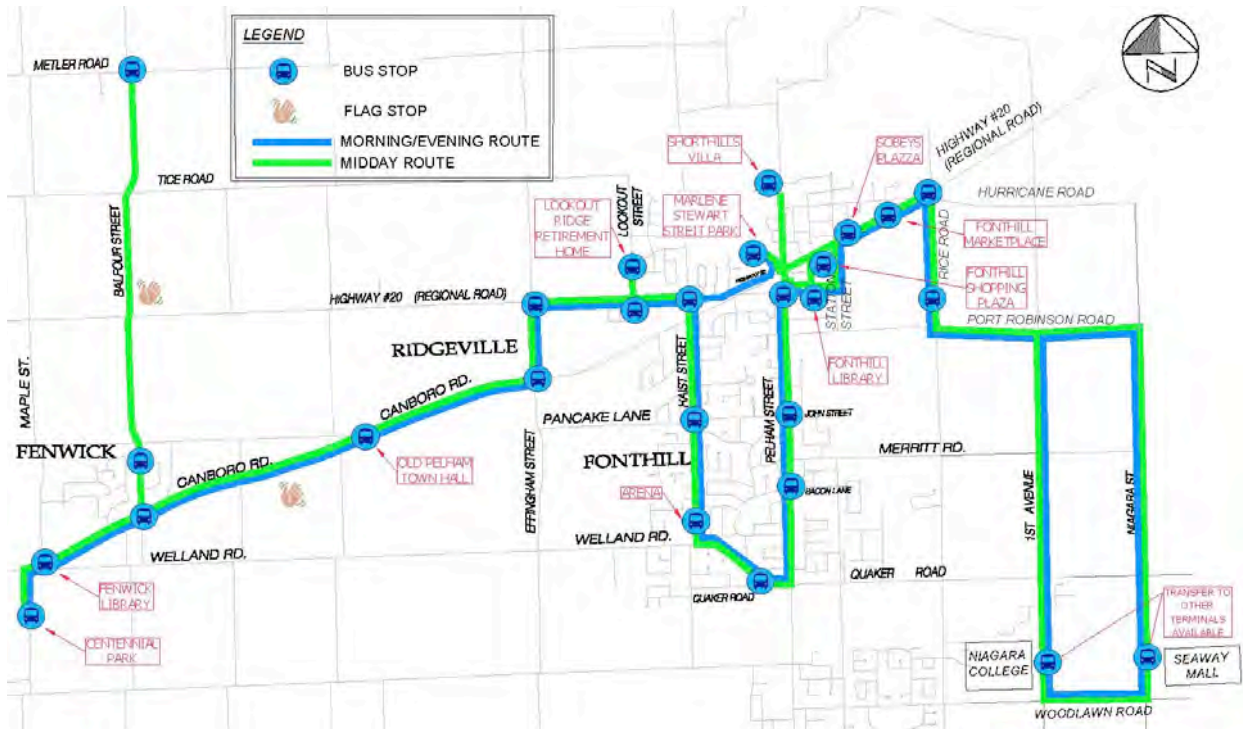 LEGEND
BUS STOP
FLAG STOP
MORNING/EVENING ROUTE
MIDDAY ROUTE
N
METLER ROAD
TICE ROAD
BALFOUR STREET
MAPLE ST.
FENWICK
CANBORO RD.
WELLAND RD.
FENWICK
LIBRARY
CENTENNIAL
PARK
OLD PELHAM
TOWN HALL
CANBORO RD.
RIDGEVILLE
HIGHWAY #20 (REGIONAL ROAD)
EFFINGHAM STREET
LOOKOUT
RIDGE
RETIREMENT
HOME
LOOKOUT
STREET
SHORTHILLS
VILLA
MARLENE
STEWART
STREIT PARK
SOBEYS
PLAZZA
HIGHWAY #20
(REGIONAL ROAD)
HURRICANE ROAD
FONTHILL
MARKETPLACE
RICE ROAD
FONTHILL
SHOPPING
PLAZA
STATION
STREET
PORT ROBINSON ROAD
FONTHILL
LIBRARY
HAIST STREET
PELHAM STREET
PANCAKE LANE
JOHN STREET
FONTHILL
MERRITT RD.
BACON LANE
ARENA
WELLAND RD.
QUAKER ROAD
QUAKER ROAD
1ST AVENUE
NIAGARA ST
TRANSFER TO
OTHER
TERMINALS
AVAILABLE
NIAGARA
COLLEGE
SEAWAY
MALL
WOODLAWN ROAD